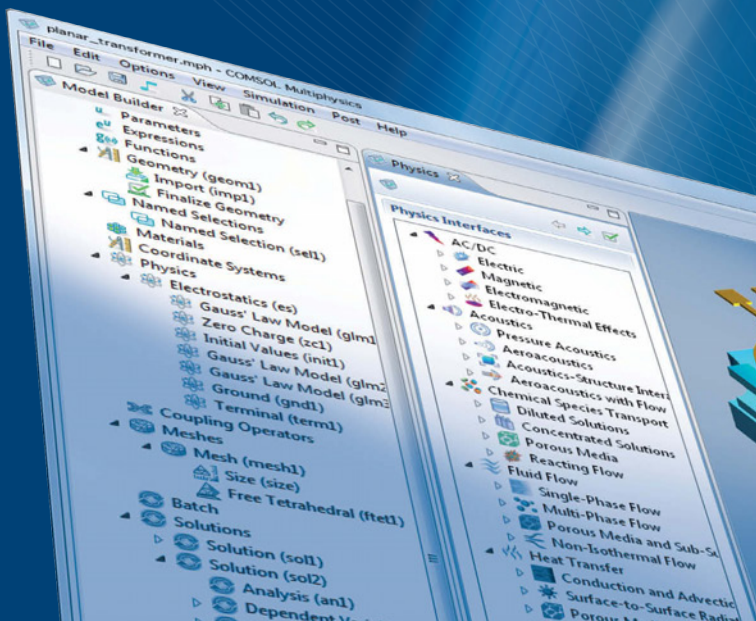 planar_transformer.mph - COMSOL Multiphysics
File Edit Options View Simulation Post Help
Model Builder
Parameters
Expressions
Functions
Geometry (geom1)
Import (imp1)
Finalize Geometry
Named Selections
Named Selection (sel1)
Materials
Coordinate Systems
Physics
Electrostatics (es)
Gauss' Law Model (glm1
Zero Charge (zc1)
Initial Values (init1)
Gauss' Law Model (glm2
Gauss' Law Model (glm3
Ground (gnd1)
Terminal (term1)
Coupling Operators
Meshes
Mesh (mesh1)
Size (size)
Free Tetrahedral (ftet1)
Batch
Solutions
Solution (sol1)
Solution (sol2)
Analysis (an1)
Dependent
Physics
Physics Interfaces
AC/DC
Electric
Magnetic
Electromagnetic
Electro-Thermal Effects
Acoustics
Pressure Acoustics
Aeroacoustics
Acoustics-Structure Inter
Aeroacoustics with Flow
Chemical Species Transport
Diluted Solutions
Concentrated Solutions
Porous Media
Reacting Flow
Fluid Flow
Single-Phase Flow
Multi-Phase Flow
Porous Media and Sub-Su
Non-Isothermal Flow
Heat Transfer
Conduction and Advectio
Surface-to-Surface Radiat
Porous